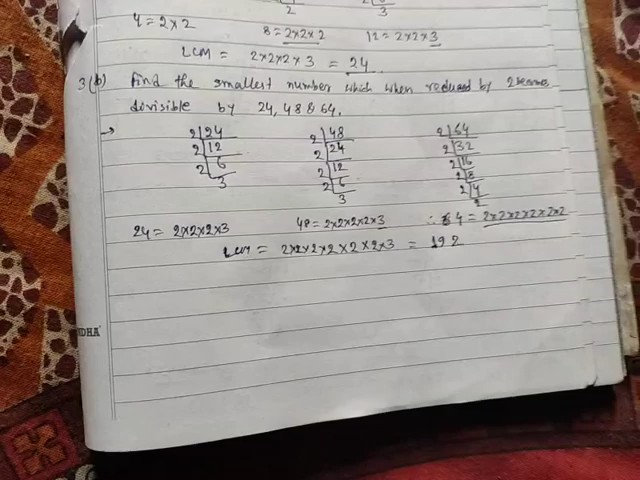 2 3
4 = 2×2 8 = 2×2×2 12 = 2×2×3
LCM = 2×2×2×3 = 24
3(b) Find the smallest number which when reduced by 2 becomes
divisible by 24, 48 & 64.
→ 2 24 2 48 2 64
2 12 2 24 2 32
2 6 2 12 2 16
3 2 6 2 8
3 2 4
2
24 = 2×2×2×3 48 = 2×2×2×2×3 ∴ 64 = 2×2×2×2×2×2
LCM = 2×2×2×2×2×2×3 = 192